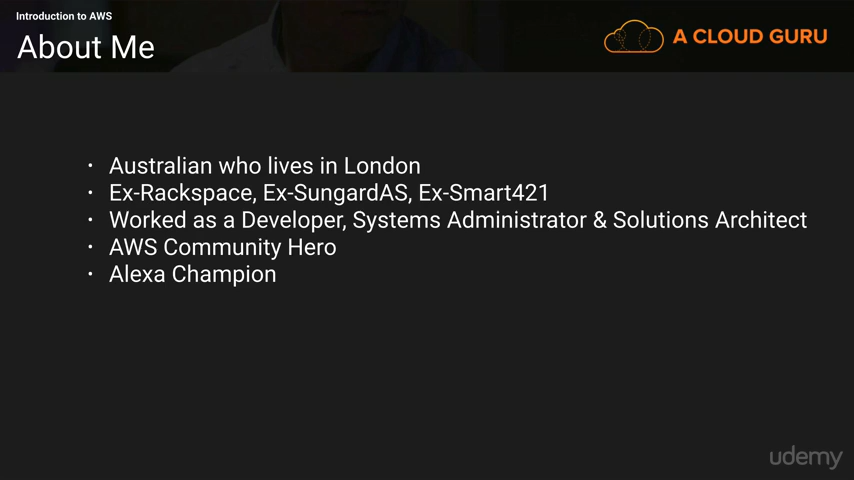 Introduction to AWS
About Me
A CLOUD GURU
• Australian who lives in London
• Ex-Rackspace, Ex-SungardAS, Ex-Smart421
• Worked as a Developer, Systems Administrator & Solutions Architect
• AWS Community Hero
• Alexa Champion
udemy